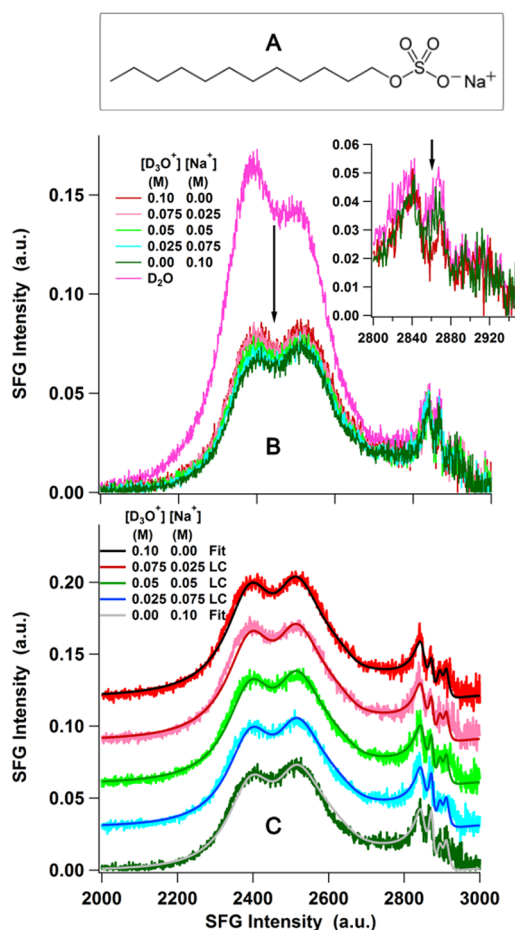 A
O O
S
O O⁻Na⁺
[D₃O⁺] [Na⁺]
(M) (M)
0.10 0.00
0.075 0.025
0.05 0.05
0.025 0.075
0.00 0.10
D₂O
SFG Intensity (a.u.)
0.15
0.10
0.05
0.00
2000 2200
B
0.06
0.05
0.04
0.03
0.02
0.01
0.00
2800 2840 2880 2920
[D₃O⁺] [Na⁺]
(M) (M)
0.10 0.00 Fit
0.075 0.025 LC
0.05 0.05 LC
0.025 0.075 LC
0.00 0.10 Fit
SFG Intensity (a.u.)
0.20
0.15
0.10
0.05
0.00
C
2000 2200 2400 2600 2800 3000
SFG Intensity (a.u.)